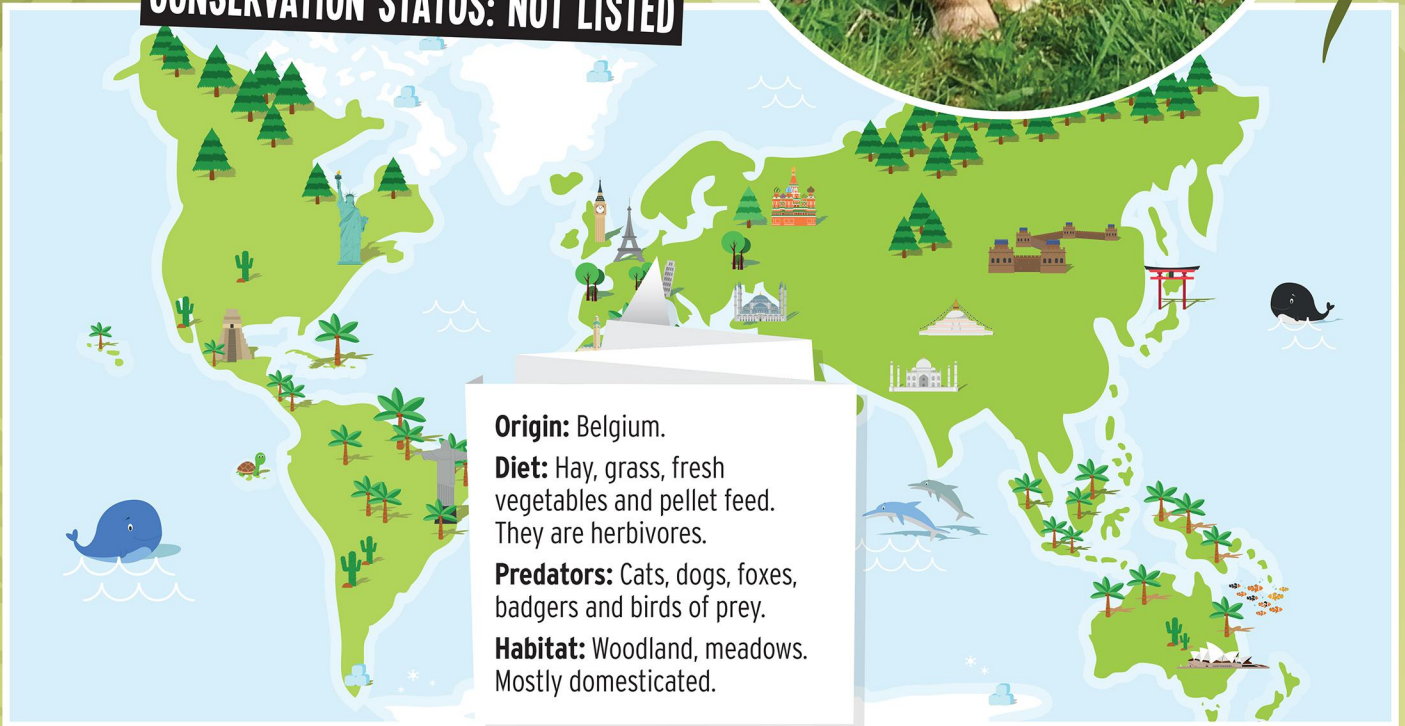 CONSERVATION STATUS: NOT LISTED
Origin: Belgium.
Diet: Hay, grass, fresh
vegetables and pellet feed.
They are herbivores.
Predators: Cats, dogs, foxes,
badgers and birds of prey.
Habitat: Woodland, meadows.
Mostly domesticated.